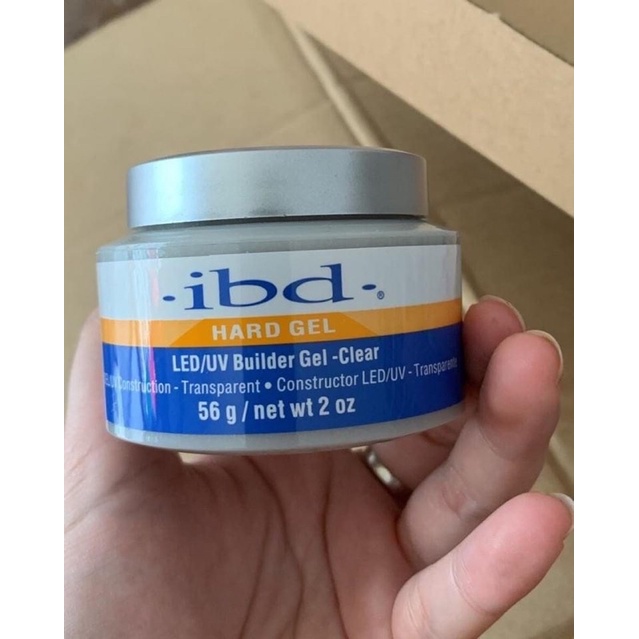 ·ibd·®
HARD GEL
LED/UV Builder Gel -Clear
Construction - Transparent • Constructor LED/UV - Transparente
56 g / net wt 2 oz